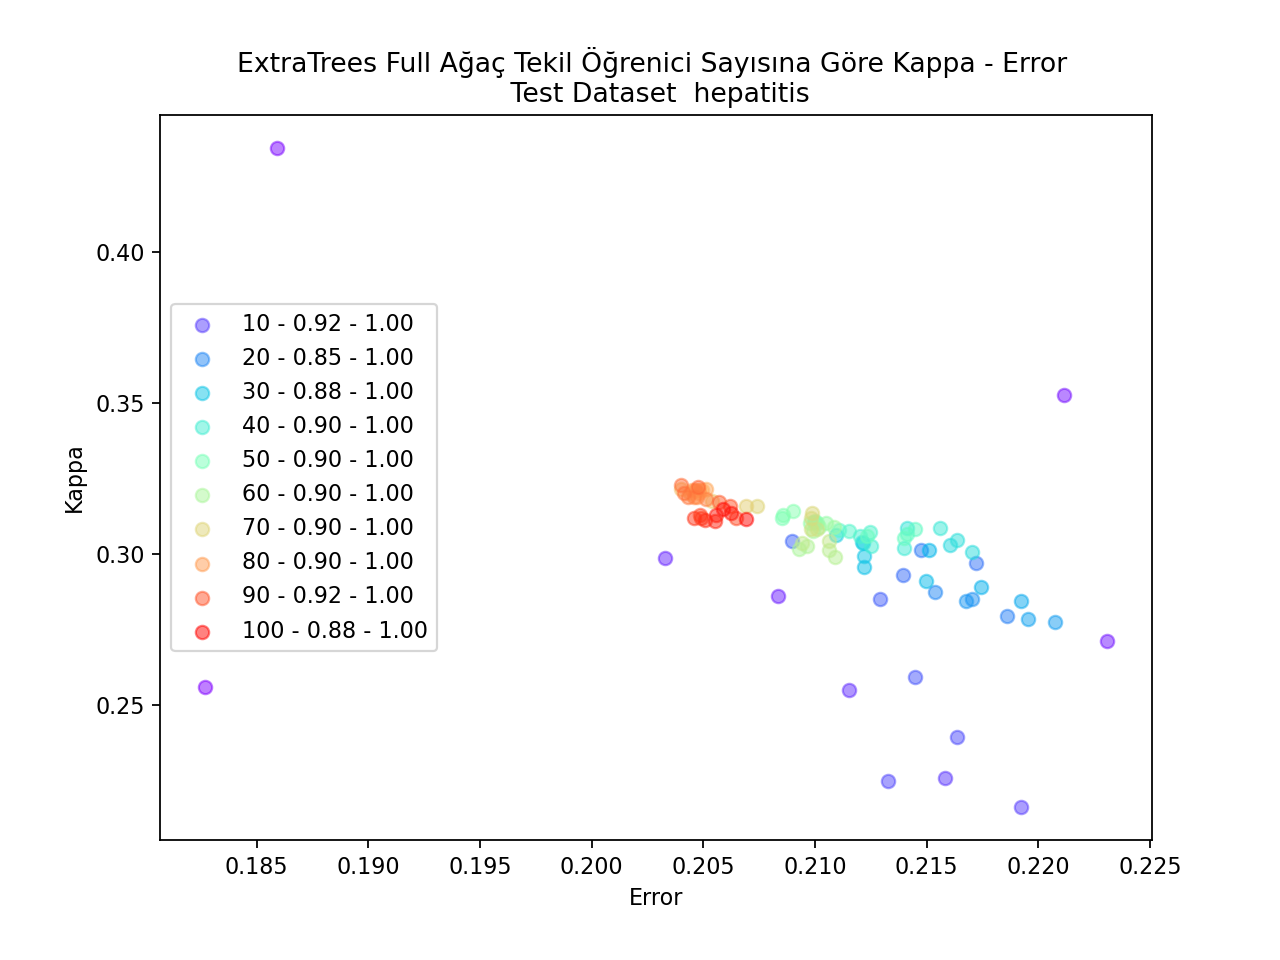 ExtraTrees Full Ağaç Tekil Öğrenici Sayısına Göre Kappa - Error
Test Dataset  hepatitis
Kappa
0.40
0.35
0.30
0.25
10 - 0.92 - 1.00
20 - 0.85 - 1.00
30 - 0.88 - 1.00
40 - 0.90 - 1.00
50 - 0.90 - 1.00
60 - 0.90 - 1.00
70 - 0.90 - 1.00
80 - 0.90 - 1.00
90 - 0.92 - 1.00
100 - 0.88 - 1.00
0.185 0.190 0.195 0.200 0.205 0.210 0.215 0.220 0.225
Error